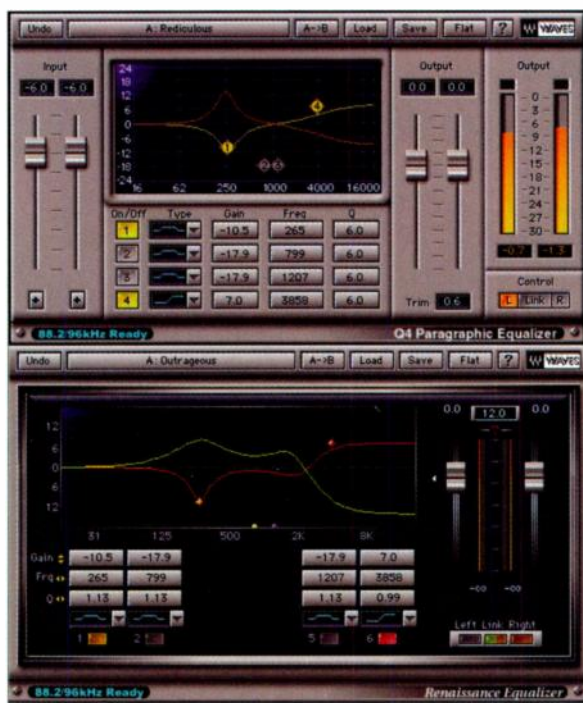 Undo A: Rediculous A->B Load Save Flat ? WAVES
Input Output Output
-6.0 -6.0 0.0 0.0
24
18
12
6
0
-6
-12
-18
-24
16 62 250 1000 4000 16000
1 2 3 4
0
3
6
9
12
15
18
21
24
27
30
-0.7 -1.3
On/Off Type Gain Freq Q
1 -10.5 265 6.0
2 -17.9 799 6.0
3 -17.9 1207 6.0
4 7.0 3858 6.0
Trim 0.6
Control
L /Link R
88.2/96kHz Ready Q4 Paragraphic Equalizer
Undo A: Outrageous A->B Load Save Flat ? WAVES
0.0 12.0 0.0
12
6
0
6
12
31 125 500 2K 8K
Gain -10.5 -17.9 -17.9 7.0
Frq 265 799 1207 3858
Q 1.13 1.13 1.13 0.99
1 2 5 6
-∞ -∞
Left Link Right
88.2/96kHz Ready Renaissance Equalizer